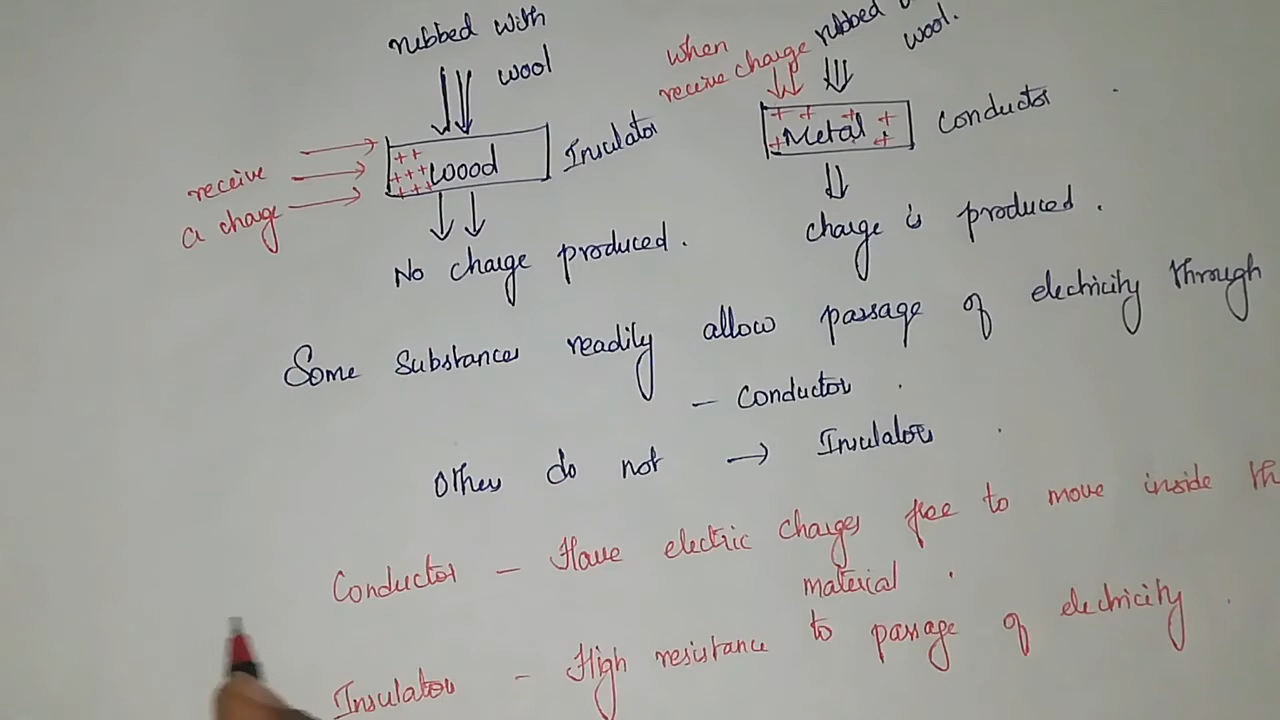 rubbed with
wool
receive
a charge
++
+++
+++
Wood
Insulator
No charge produced.
when
receive charge
rubbed
wool.
+ + + +
+ +
Metal
Conductor
charge is produced.
Some substances readily allow passage of electricity through
– Conductor.
Others do not → Insulators.
Conductor – Have electric charges free to move inside th
material.
Insulator – High resistance to passage of electricity.